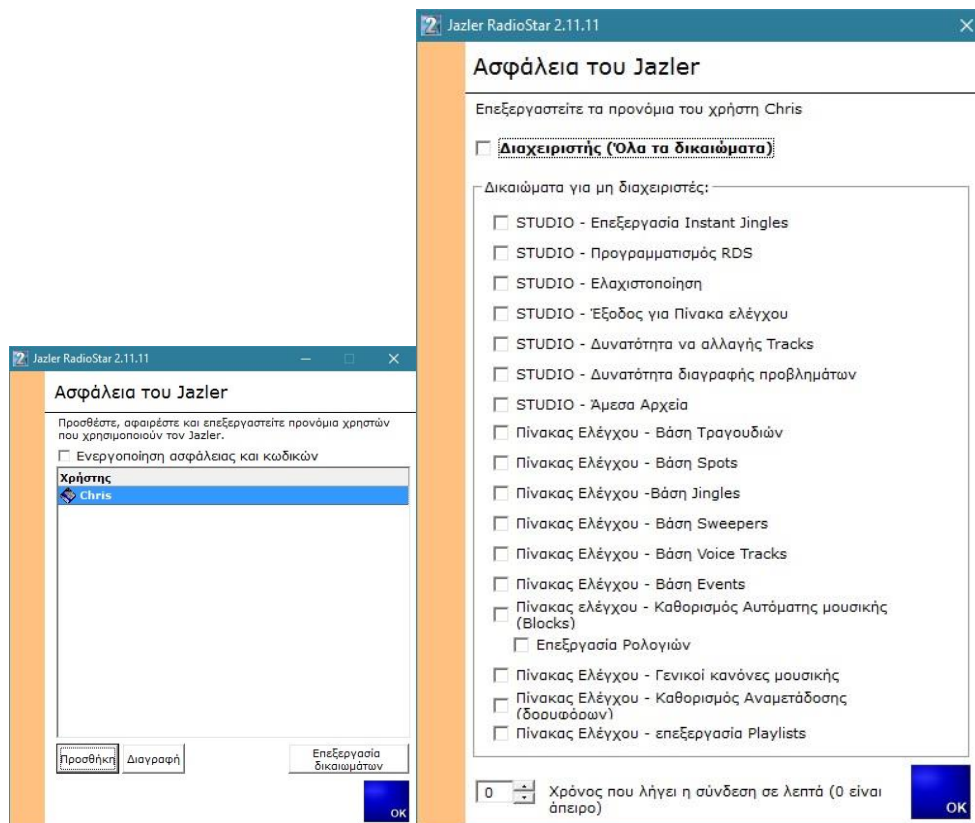 Jazler RadioStar 2.11.11
Ασφάλεια του Jazler
Προσθέστε, αφαιρέστε και επεξεργαστείτε προνόμια χρηστών
που χρησιμοποιούν τον Jazler.
Ενεργοποίηση ασφάλειας και κωδικών
Χρήστης
Chris
Προσθήκη
Διαγραφή
Επεξεργασία
δικαιωμάτων
OK
Jazler RadioStar 2.11.11
Ασφάλεια του Jazler
Επεξεργαστείτε τα προνόμια του χρήστη Chris
Διαχειριστής (Όλα τα δικαιώματα)
Δικαιώματα για μη διαχειριστές:
STUDIO - Επεξεργασία Instant Jingles
STUDIO - Προγραμματισμός RDS
STUDIO - Ελαχιστοποίηση
STUDIO - Έξοδος για Πίνακα ελέγχου
STUDIO - Δυνατότητα να αλλαγής Tracks
STUDIO - Δυνατότητα διαγραφής προβλημάτων
STUDIO - Άμεσα Αρχεία
Πίνακας Ελέγχου - Βάση Τραγουδιών
Πίνακας Ελέγχου - Βάση Spots
Πίνακας Ελέγχου -Βάση Jingles
Πίνακας Ελέγχου - Βάση Sweepers
Πίνακας Ελέγχου - Βάση Voice Tracks
Πίνακας Ελέγχου - Βάση Events
Πίνακας ελέγχου - Καθορισμός Αυτόματης μουσικής
(Blocks)
Επεξργασία Ρολογιών
Πίνακας Ελέγχου - Γενικοί κανόνες μουσικής
Πίνακας Ελέγχου - Καθορισμός Αναμετάδοσης
(δορυφόρων)
Πίνακας Ελέγχου - επεξεργασία Playlists
0
Χρόνος που λήγει η σύνδεση σε λεπτά (0 είναι
άπειρο)
OK